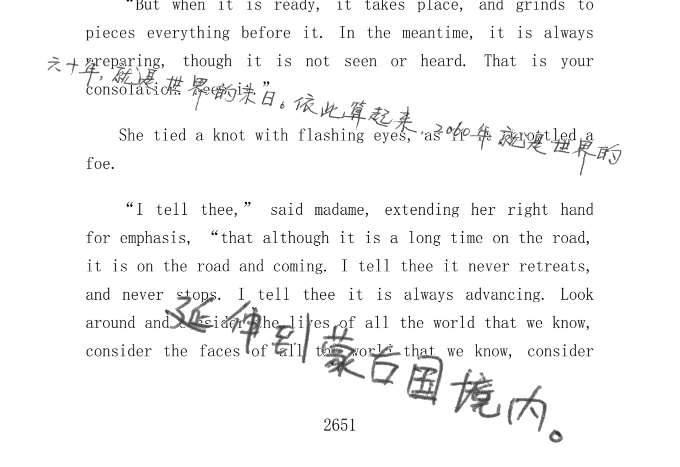 “But when it is ready, it takes place, and grinds to
pieces everything before it. In the meantime, it is always
preparing, though it is not seen or heard. That is your
consolation. Keep it.”
六十年，就是世界的末日。依此算起来，2060年就是世界的
She tied a knot with flashing eyes, as if it throttled a
foe.
“I tell thee,” said madame, extending her right hand
for emphasis, “that although it is a long time on the road,
it is on the road and coming. I tell thee it never retreats,
and never stops. I tell thee it is always advancing. Look
around and consider the lives of all the world that we know,
consider the faces of all the world that we know, consider
延伸到蒙古国境内。
2651